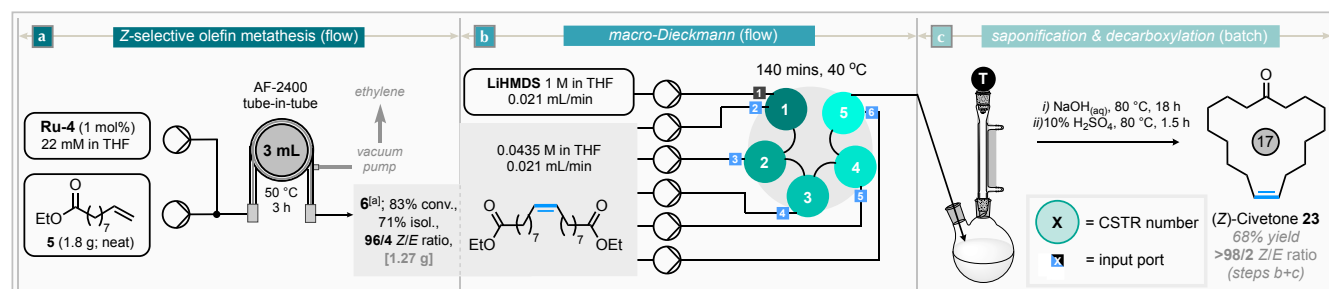 a
Z-selective olefin metathesis (flow)
Ru-4 (1 mol%)
22 mM in THF
O
EtO
7
5 (1.8 g; neat)
AF-2400
tube-in-tube
3 mL
50 °C
3 h
ethylene
vacuum
pump
6[a]; 83% conv.,
71% isol.,
96/4 Z/E ratio,
[1.27 g]
b
macro-Dieckmann (flow)
LiHMDS 1 M in THF
0.021 mL/min
0.0435 M in THF
0.021 mL/min
O
EtO
7
7
O
OEt
140 mins, 40 °C
1
2
3
4
5
6
1
2
3
4
5
c
saponification & decarboxylation (batch)
T
i) NaOH(aq), 80 °C, 18 h
ii)10% H2SO4, 80 °C, 1.5 h
X = CSTR number
x = input port
O
17
(Z)-Civetone 23
68% yield
>98/2 Z/E ratio
(steps b+c)